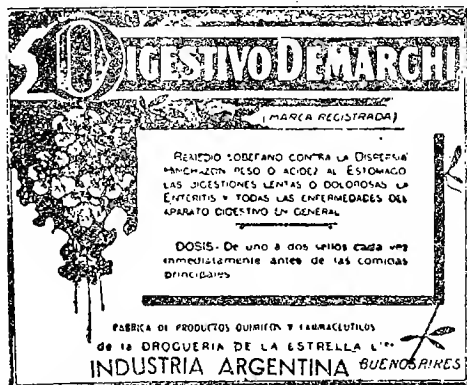 DIGESTIVO DEMARCHI
(MARCA REGISTRADA)
REMEDIO SOBERANO CONTRA LA DISPEPSIA
HINCHAZON PESO O ACIDEZ AL ESTOMAGO
LAS DIGESTIONES LENTAS O DOLOROSAS LA
ENTERITIS Y TODAS LAS ENFERMEDADES DEL
APARATO DIGESTIVO EN GENERAL
DOSIS- De uno a dos sellos cada vez
inmediatamente antes de las comidas
principales
FABRICA DE PRODUCTOS QUIMICOS Y FARMACEUTICOS
de la DROGUERIA DE LA ESTRELLA Lᵗᵈᵃ
INDUSTRIA ARGENTINA BUENOS AIRES